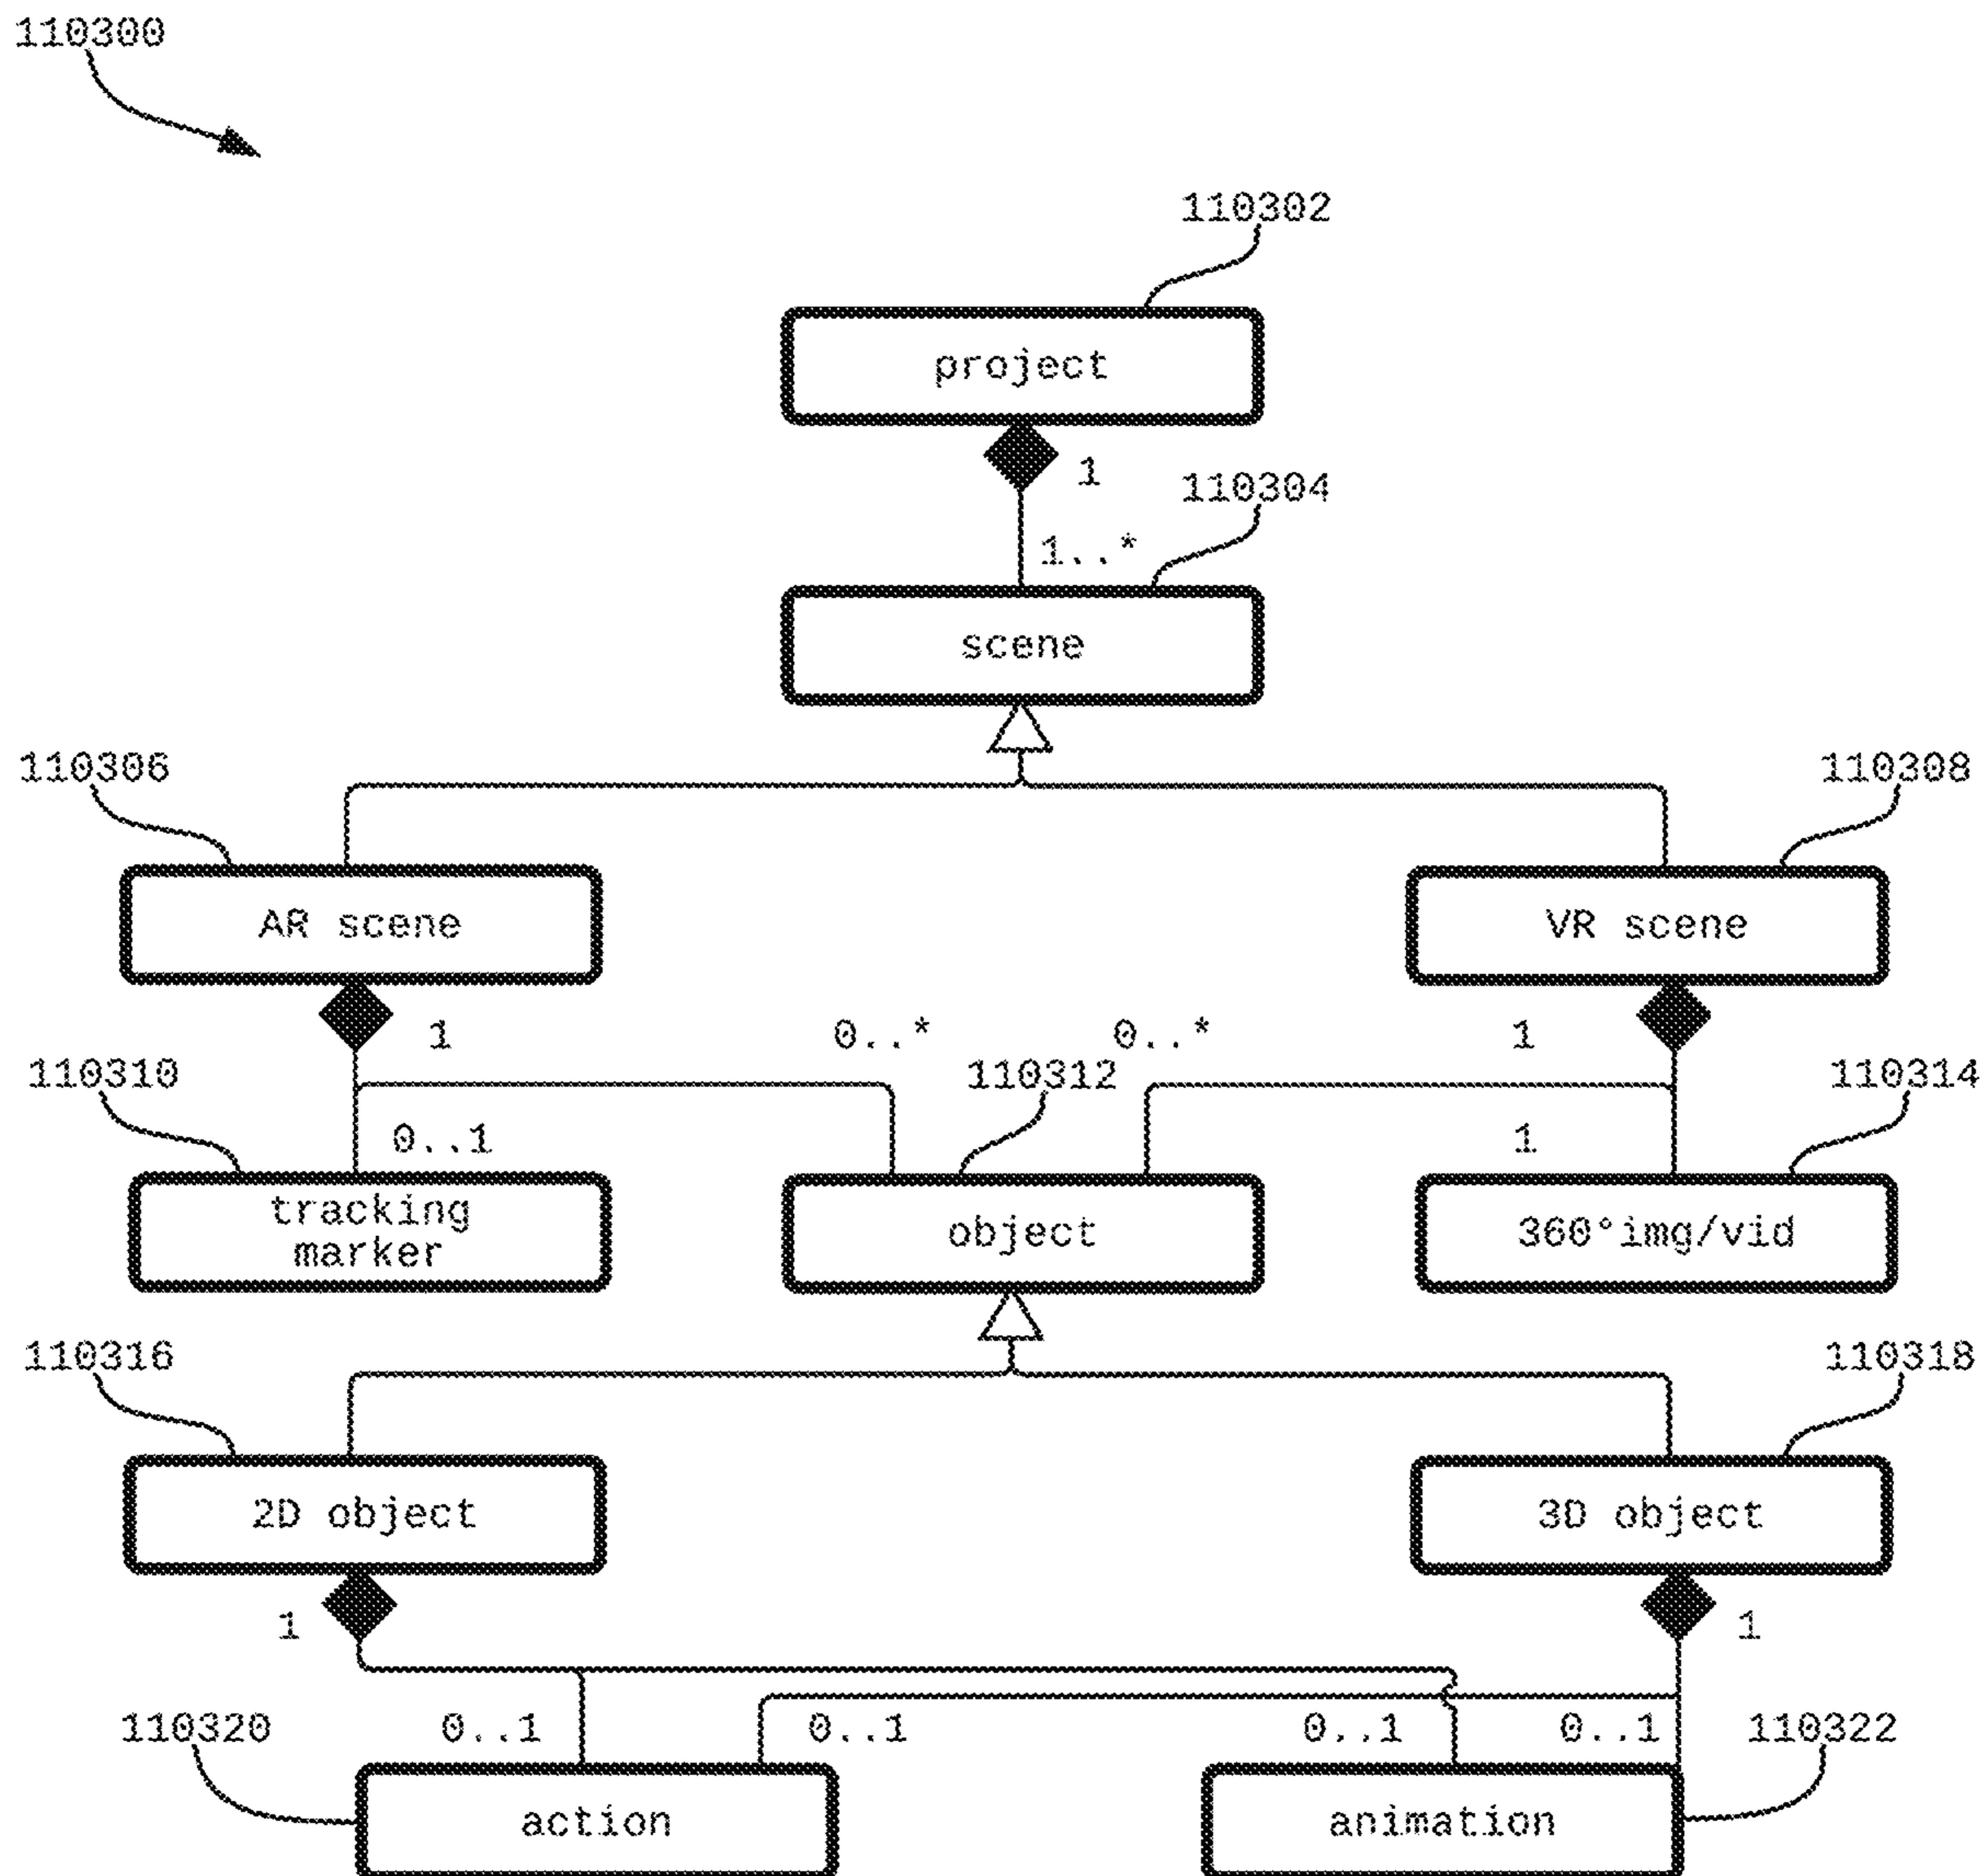 110300
110302
project
1
110304
1..*
scene
110306
110308
AR scene
VR scene
1
0..*
0..*
1
110310
110312
110314
0..1
1
tracking
marker
object
360°img/vid
110316
110318
2D object
3D object
1
1
110320
0..1
0..1
0..1
0..1
110322
action
animation